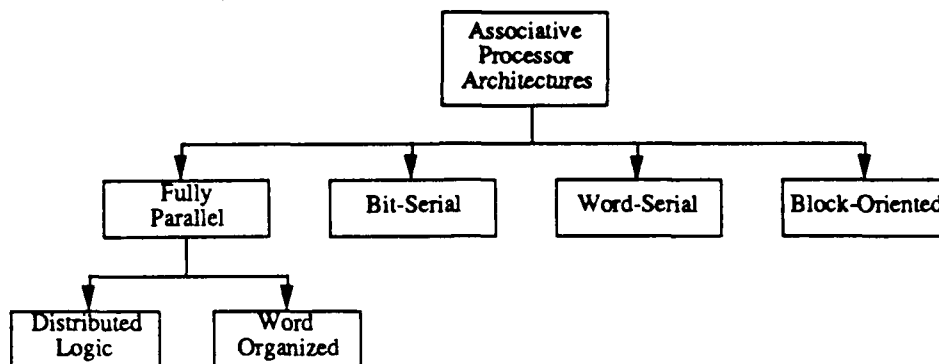 Associative
Processor
Architectures
Fully
Parallel
Bit-Serial
Word-Serial
Block-Oriented
Distributed
Logic
Word
Organized